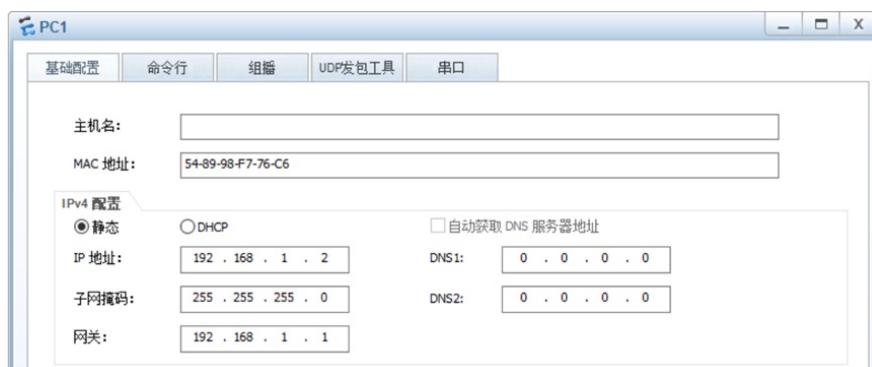 PC1
基础配置 命令行 组播 UDP发包工具 串口
主机名:
MAC 地址: 54-89-98-F7-76-C6
IPv4 配置
静态 DHCP 自动获取 DNS 服务器地址
IP 地址: 192 . 168 . 1 . 2 DNS1: 0 . 0 . 0 . 0
子网掩码: 255 . 255 . 255 . 0 DNS2: 0 . 0 . 0 . 0
网关: 192 . 168 . 1 . 1